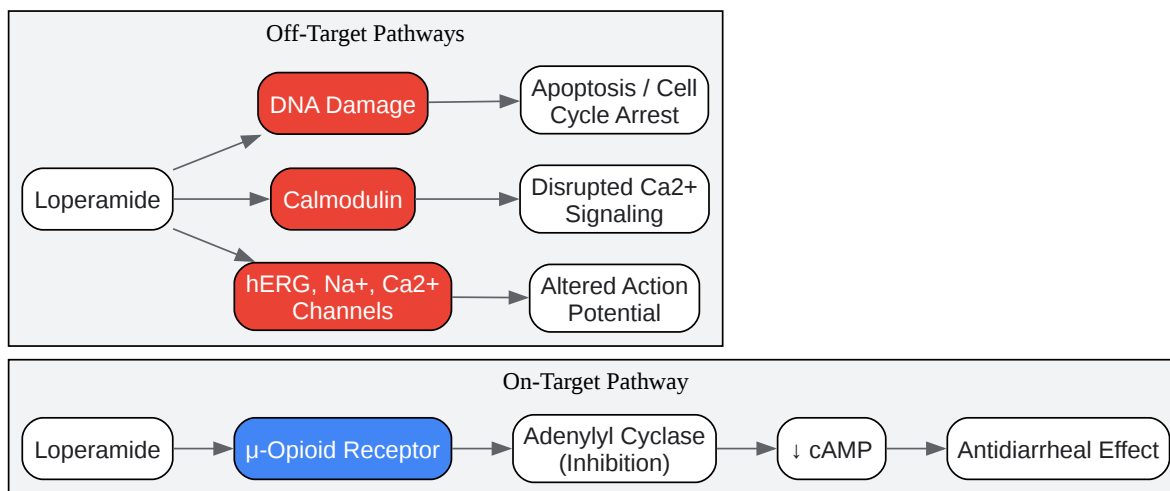 Off-Target Pathways
DNA Damage
Apoptosis / Cell
Cycle Arrest
Loperamide
Calmodulin
Disrupted Ca2+
Signaling
hERG, Na+, Ca2+
Channels
Altered Action
Potential
On-Target Pathway
Loperamide
μ-Opioid Receptor
Adenylyl Cyclase
(Inhibition)
↓ cAMP
Antidiarrheal Effect